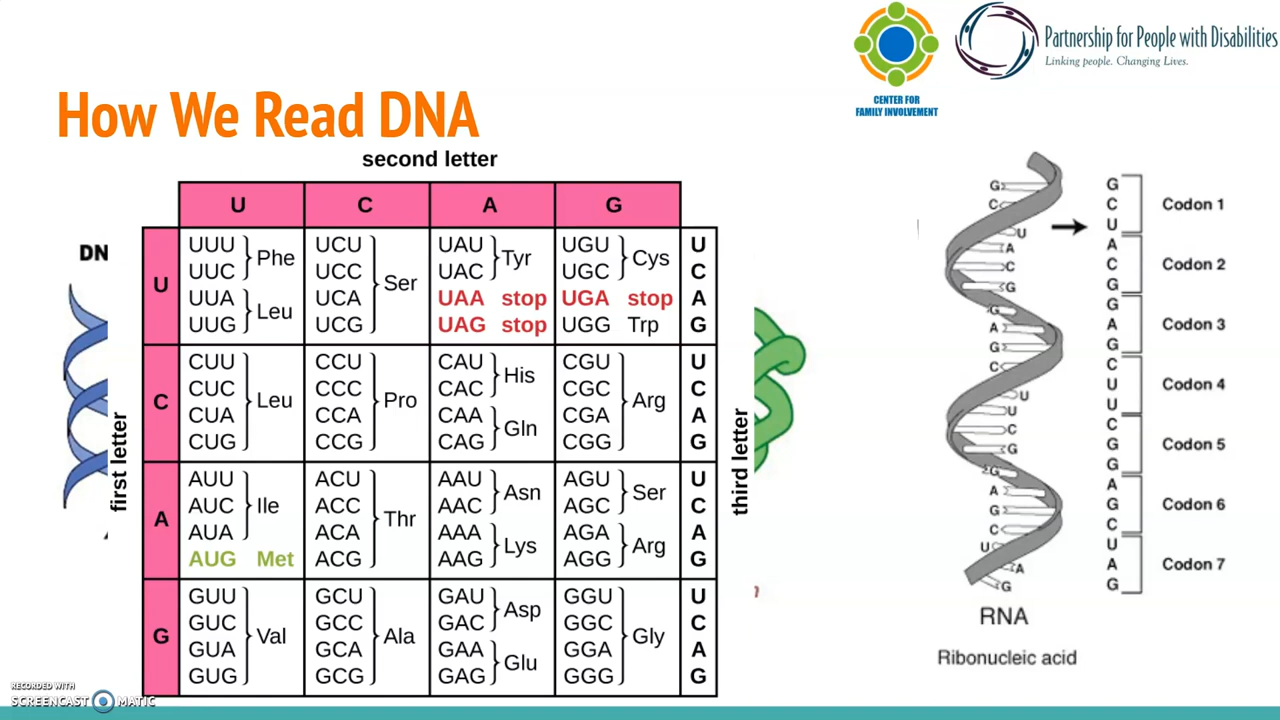 Partnership for People with Disabilities
Linking people. Changing Lives.
CENTER FOR
FAMILY INVOLVEMENT
How We Read DNA
second letter
U C A G
first letter
third letter
DN
U
UUU UCU UAU UGU U
Phe Tyr Cys
UUC UCC UAC UGC C
Ser
UUA UCA UAA stop UGA stop A
Leu
UUG UCG UAG stop UGG Trp G
C
CUU CCU CAU CGU U
His
CUC CCC CAC CGC C
Leu Pro Arg
CUA CCA CAA CGA A
Gln
CUG CCG CAG CGG G
A
AUU ACU AAU AGU U
Asn Ser
AUC ACC AAC AGC C
Ile Thr
AUA ACA AAA AGA A
Lys Arg
AUG Met ACG AAG AGG G
G
GUU GCU GAU GGU U
Asp
GUC GCC GAC GGC C
Val Ala Gly
GUA GCA GAA GGA A
Glu
GUG GCG GAG GGG G
G
C
U
A
C
G
G
A
G
C
U
U
C
G
G
A
G
C
U
A
G
G
C Codon 1
U
A
C Codon 2
G
G
A Codon 3
G
C
U Codon 4
U
C
G Codon 5
G
A
G Codon 6
C
U
A Codon 7
G
RNA
Ribonucleic acid
RECORDED WITH
SCREENCAST MATIC